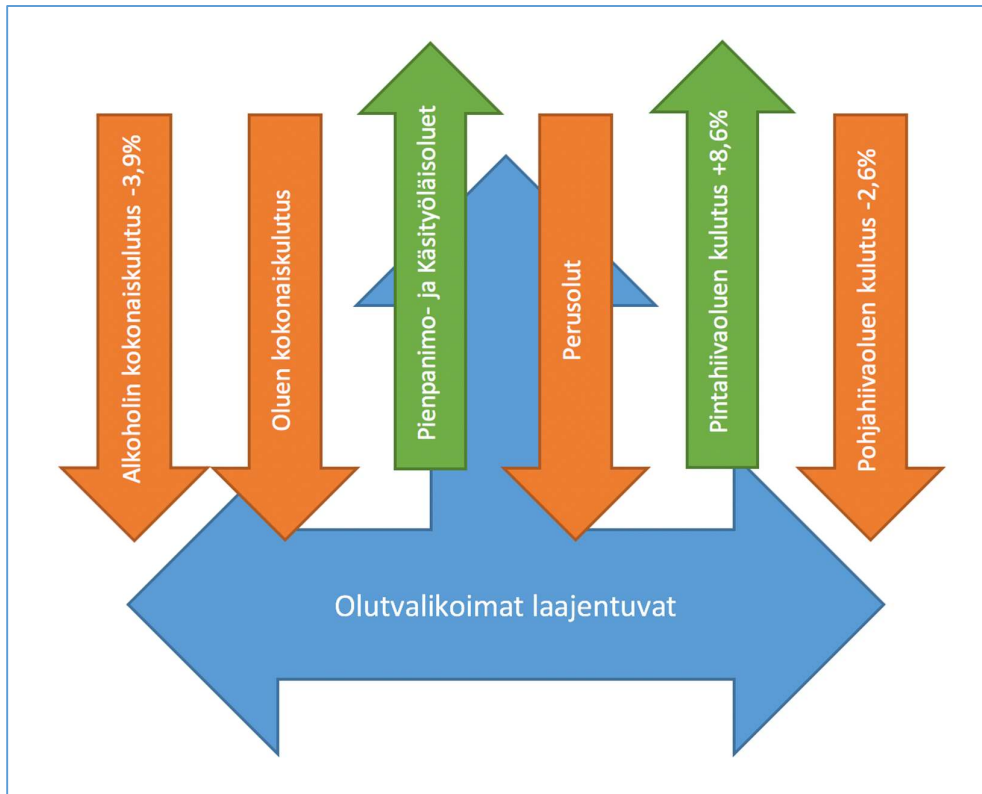 Alkoholin kokonaiskulutus -3,9%
Oluen kokonaiskulutus
Pienpanimo- ja Käsityöläisoluet
Perusolut
Pintahiivaoluen kulutus +8,6%
Pohjahiivaoluen kulutus -2,6%
Olutvalikoimat laajentuvat